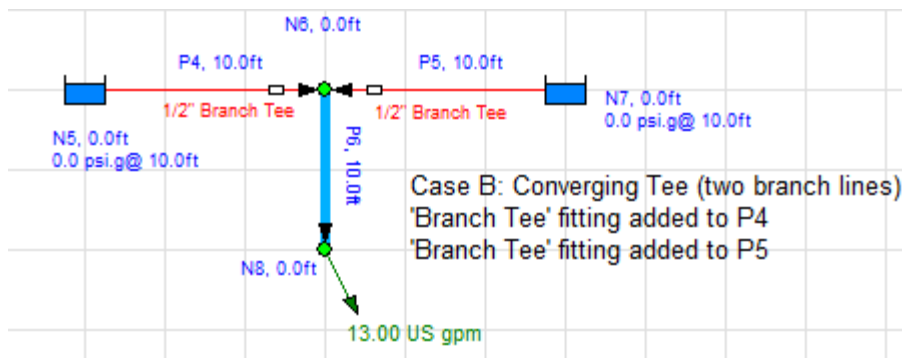 N6, 0.0ft
P4, 10.0ft
P5, 10.0ft
1/2" Branch Tee
1/2" Branch Tee
N5, 0.0ft
0.0 psi.g@ 10.0ft
N7, 0.0ft
0.0 psi.g@ 10.0ft
P6, 10.0ft
Case B: Converging Tee (two branch lines)
'Branch Tee' fitting added to P4
'Branch Tee' fitting added to P5
N8, 0.0ft
13.00 US gpm